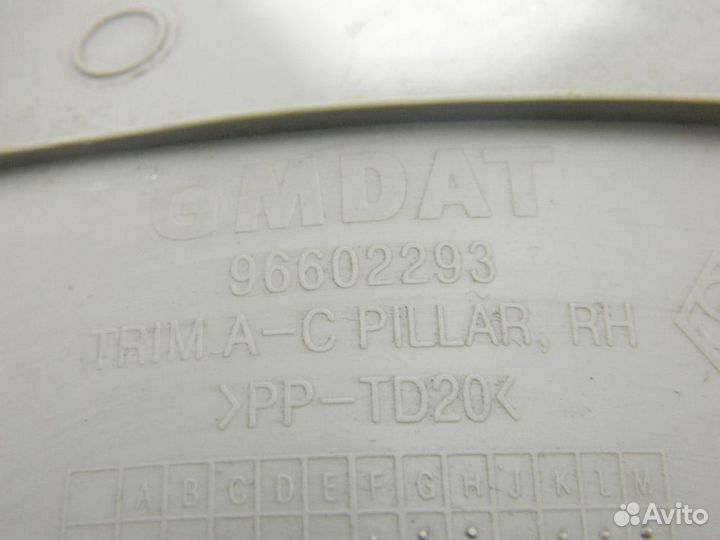 GMDAT
96602293
TRIM A-C PILLAR, RH
>PP-TD20<
A B C D E F G H J K L M
Avito